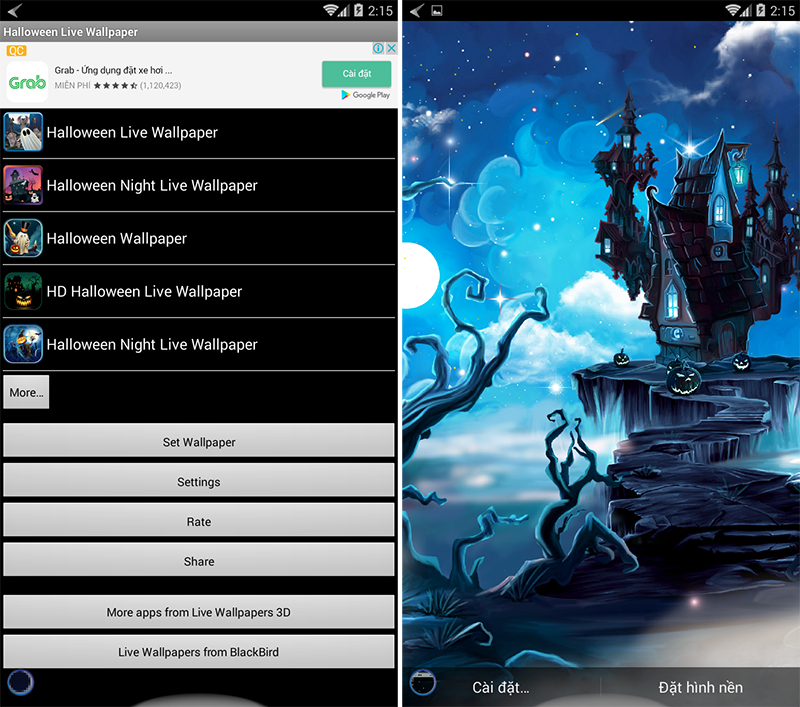 2:15
Halloween Live Wallpaper
QC
Grab
Grab - Ứng dụng đặt xe hơi ...
MIỄN PHÍ ★★★★☆ (1,120,423)
Cài đặt
Google Play
Halloween Live Wallpaper
Halloween Night Live Wallpaper
Halloween Wallpaper
HD Halloween Live Wallpaper
Halloween Night Live Wallpaper
More...
Set Wallpaper
Settings
Rate
Share
More apps from Live Wallpapers 3D
Live Wallpapers from BlackBird
2:15
Cài đặt...
Đặt hình nền